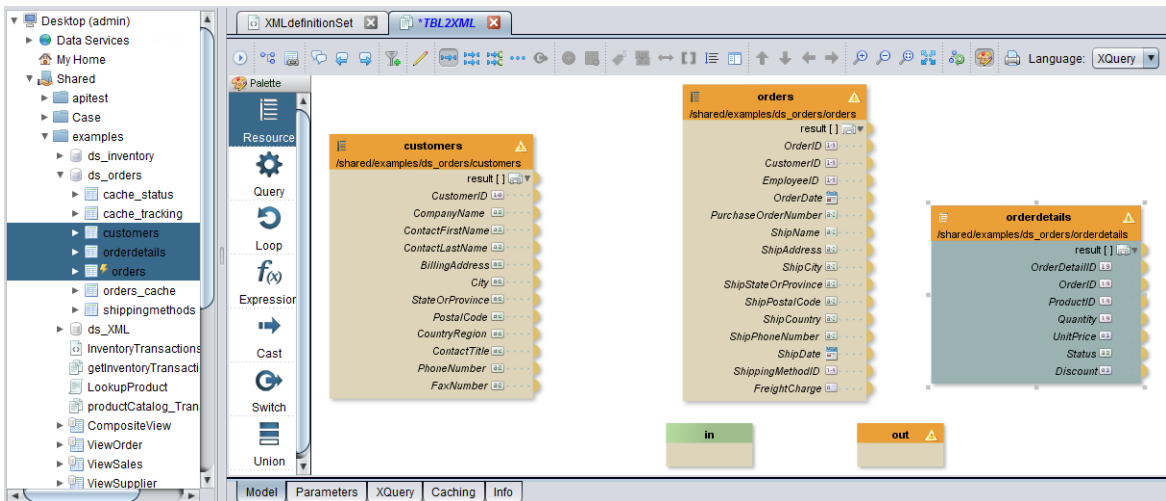 Desktop (admin)
Data Services
My Home
Shared
apitest
Case
examples
ds_inventory
ds_orders
cache_status
cache_tracking
customers
orderdetails
orders
orders_cache
shippingmethods
ds_XML
InventoryTransactions
getInventoryTransacti
LookupProduct
productCatalog_Tran
CompositeView
ViewOrder
ViewSales
ViewSupplier
XMLdefinitionSet
*TBL2XML
Language: XQuery
Palette
Resource
Query
Loop
f(x)
Expression
Cast
Switch
Union
customers
/shared/examples/ds_orders/customers
result [ ]
CustomerID
CompanyName
ContactFirstName
ContactLastName
BillingAddress
City
StateOrProvince
PostalCode
CountryRegion
ContactTitle
PhoneNumber
FaxNumber
orders
/shared/examples/ds_orders/orders
result [ ]
OrderID
CustomerID
EmployeeID
OrderDate
PurchaseOrderNumber
ShipName
ShipAddress
ShipCity
ShipStateOrProvince
ShipPostalCode
ShipCountry
ShipPhoneNumber
ShipDate
ShippingMethodID
FreightCharge
orderdetails
/shared/examples/ds_orders/orderdetails
result [ ]
OrderDetailID
OrderID
ProductID
Quantity
UnitPrice
Status
Discount
in
out
Model Parameters XQuery Caching Info